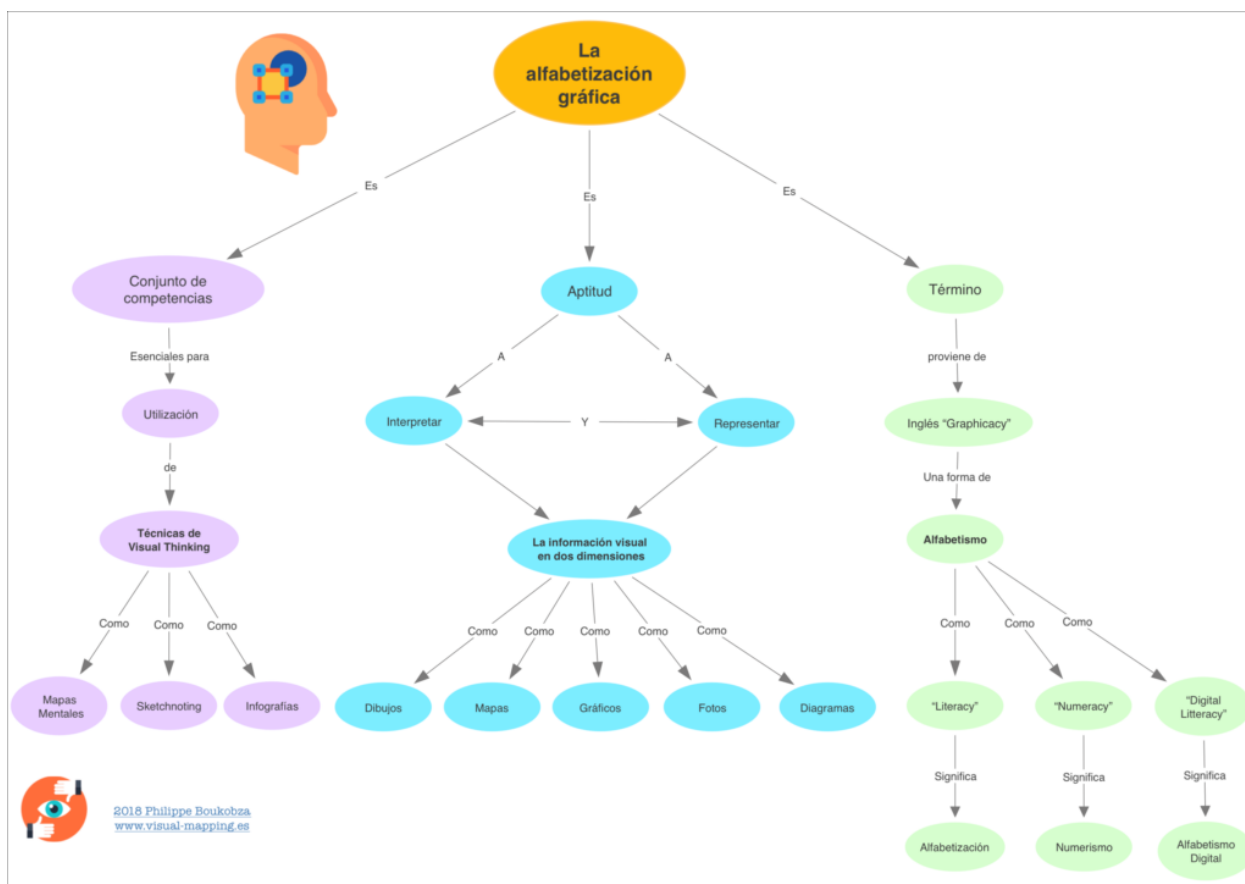 La
alfabetización
gráfica
Es
Es
Es
Conjunto de
competencias
Aptitud
Término
Esenciales para
A
A
proviene de
Utilización
Interpretar
Y
Representar
Inglés “Graphicacy”
de
Una forma de
Técnicas de
Visual Thinking
La información visual
en dos dimensiones
Alfabetismo
Como
Como
Como
Como
Como
Como
Como
Como
Como
Como
Como
Mapas
Mentales
Sketchnoting
Infografías
Dibujos
Mapas
Gráficos
Fotos
Diagramas
“Literacy”
“Numeracy”
“Digital
Litteracy”
Significa
Significa
Significa
2018 Philippe Boukobza
www.visual-mapping.es
Alfabetización
Numerismo
Alfabetismo
Digital